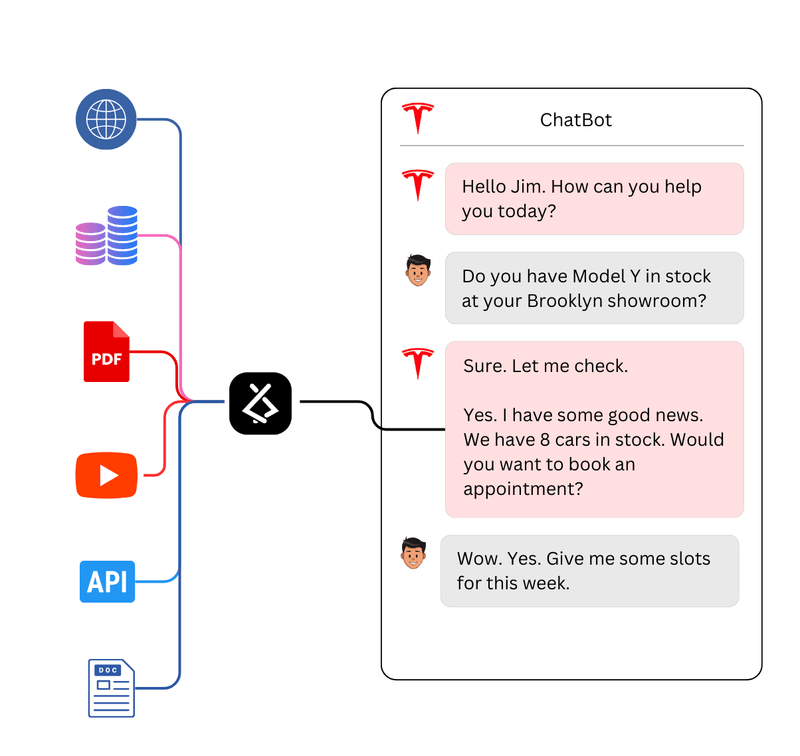 ChatBot
Hello Jim. How can you help
you today?
Do you have Model Y in stock
at your Brooklyn showroom?
Sure. Let me check.
Yes. I have some good news.
We have 8 cars in stock. Would
you want to book an
appointment?
Wow. Yes. Give me some slots
for this week.
PDF
API
DOC